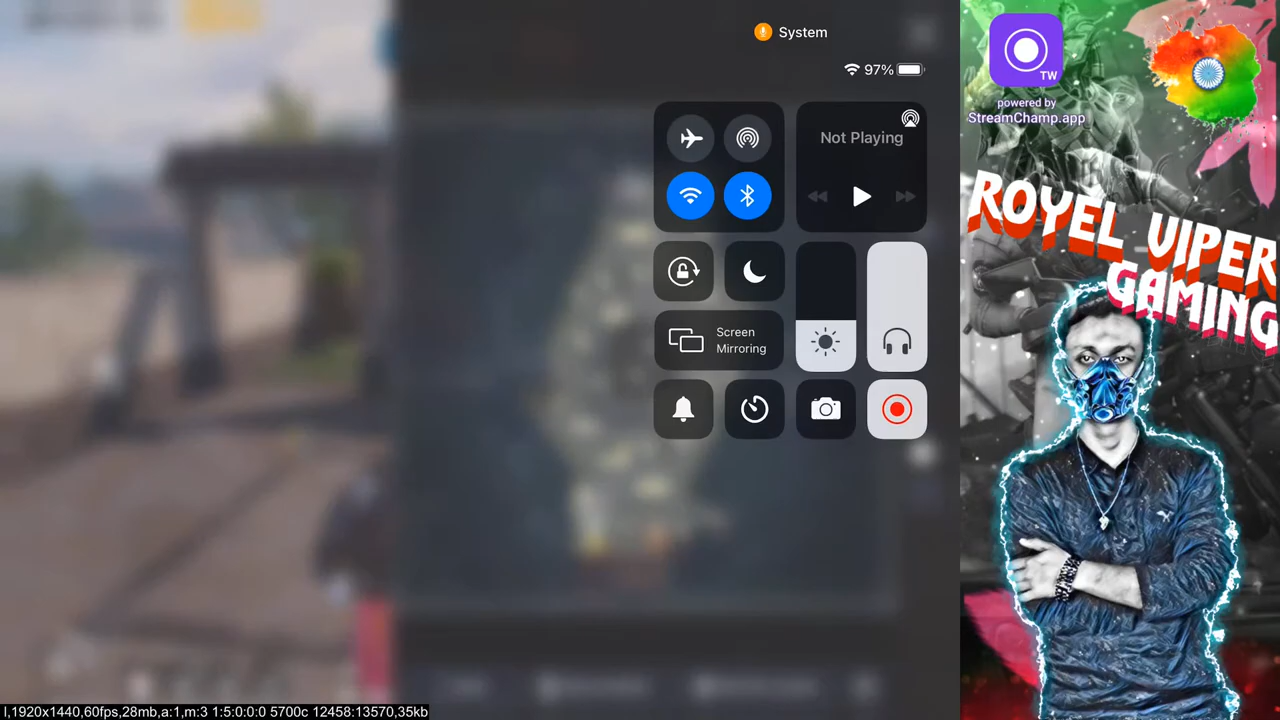 System
97%
Not Playing
Screen
Mirroring
TW
powered by
StreamChamp.app
ROYEL VIPER
GAMING
l,1920x1440,60fps,28mb,a:1,m:3 1:5:0:0:0 5700c 12458:13570,35kb